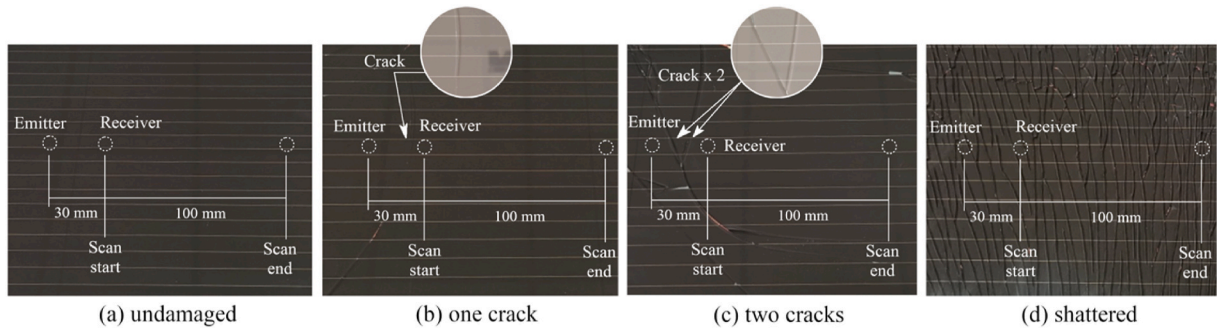 Emitter
Receiver
30 mm
100 mm
Scan
start
Scan
end
(a) undamaged
Crack
Emitter
Receiver
30 mm
100 mm
Scan
start
Scan
end
(b) one crack
Crack x 2
Emitter
Receiver
30 mm
100 mm
Scan
start
Scan
end
(c) two cracks
Emitter
Receiver
30 mm
100 mm
Scan
start
Scan
end
(d) shattered